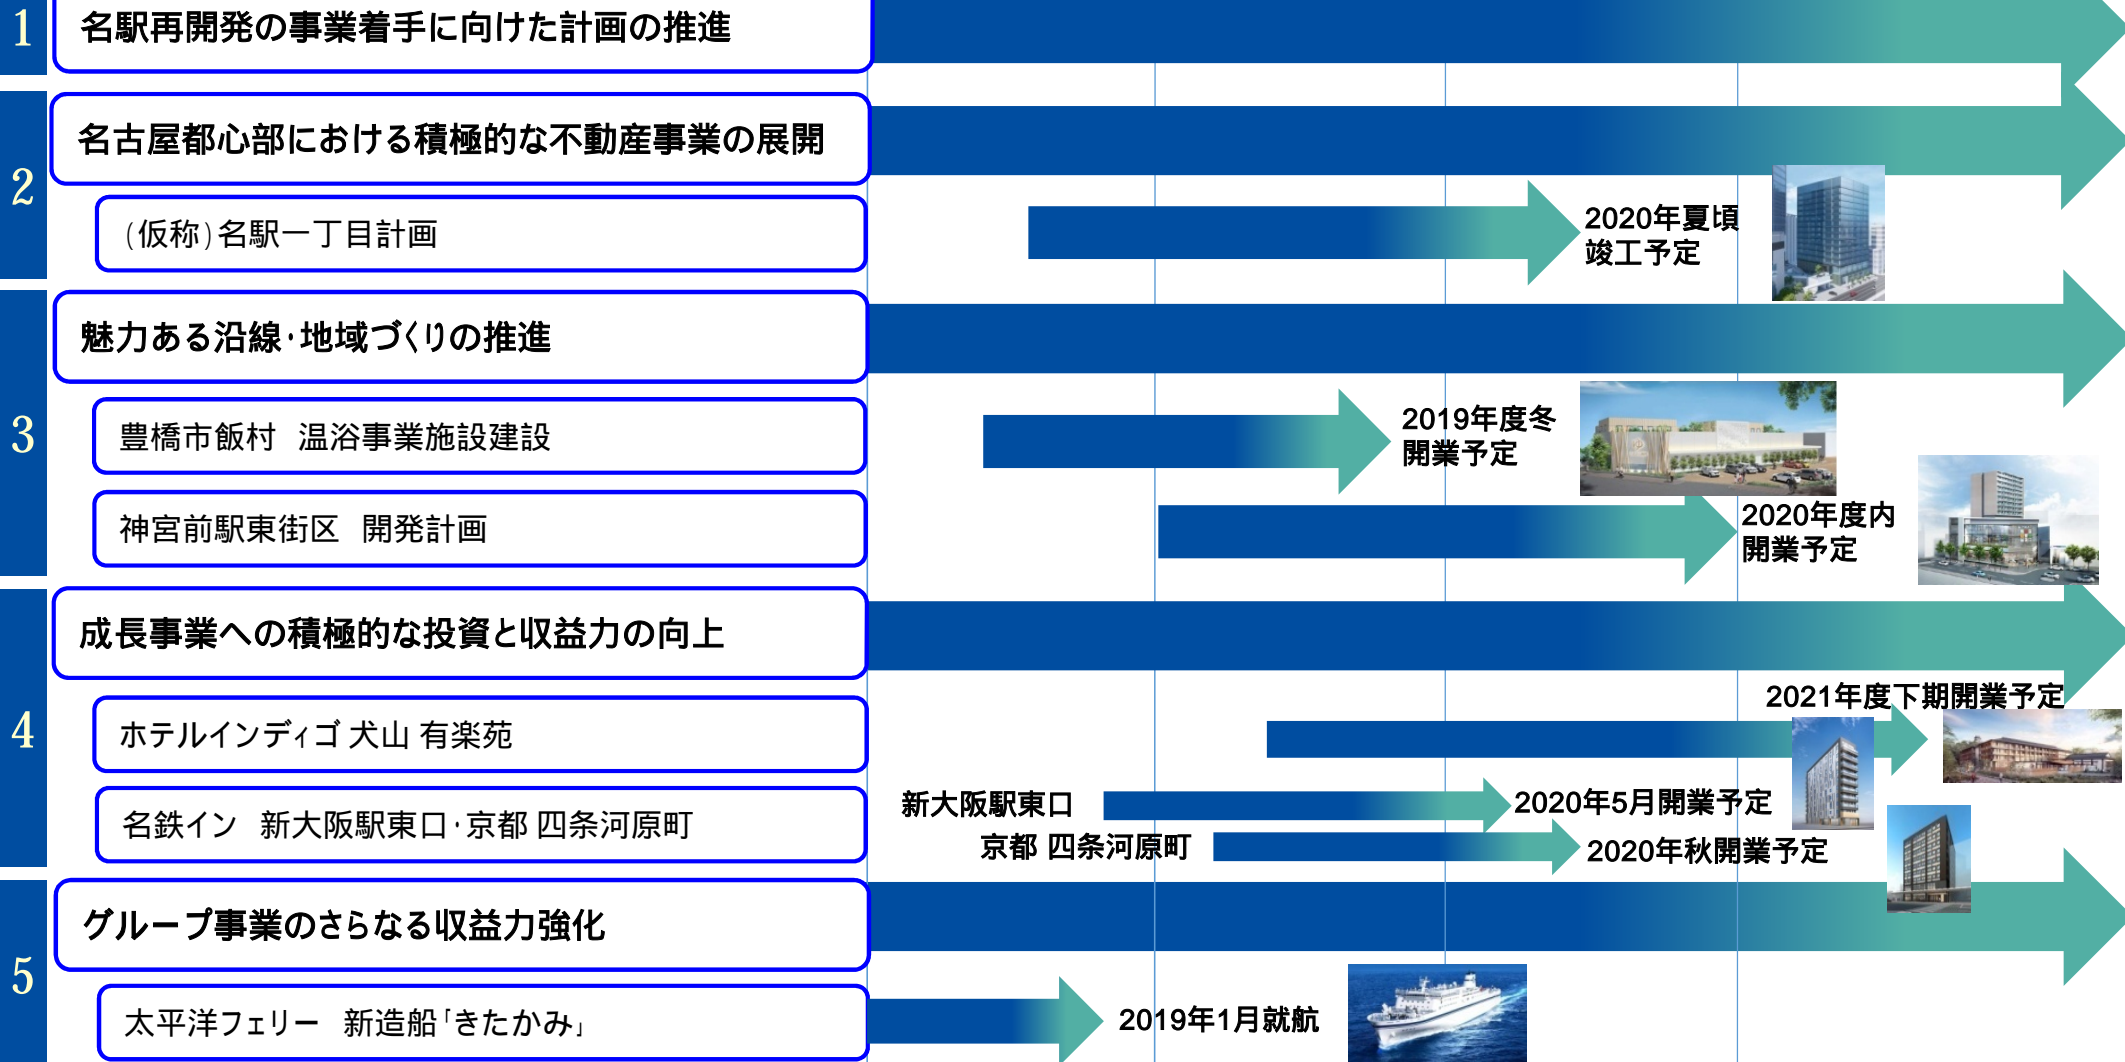 1
名駅再開発の事業着手に向けた計画の推進
2
名古屋都心部における積極的な不動産事業の展開
(仮称)名駅一丁目計画
2020年夏頃
竣工予定
3
魅力ある沿線・地域づくりの推進
豊橋市飯村　温浴事業施設建設
2019年度冬
開業予定
神宮前駅東街区　開発計画
2020年度内
開業予定
4
成長事業への積極的な投資と収益力の向上
ホテルインディゴ 犬山 有楽苑
2021年度下期開業予定
名鉄イン　新大阪駅東口・京都 四条河原町
新大阪駅東口
2020年5月開業予定
京都 四条河原町
2020年秋開業予定
5
グループ事業のさらなる収益力強化
太平洋フェリー　新造船「きたかみ」
2019年1月就航